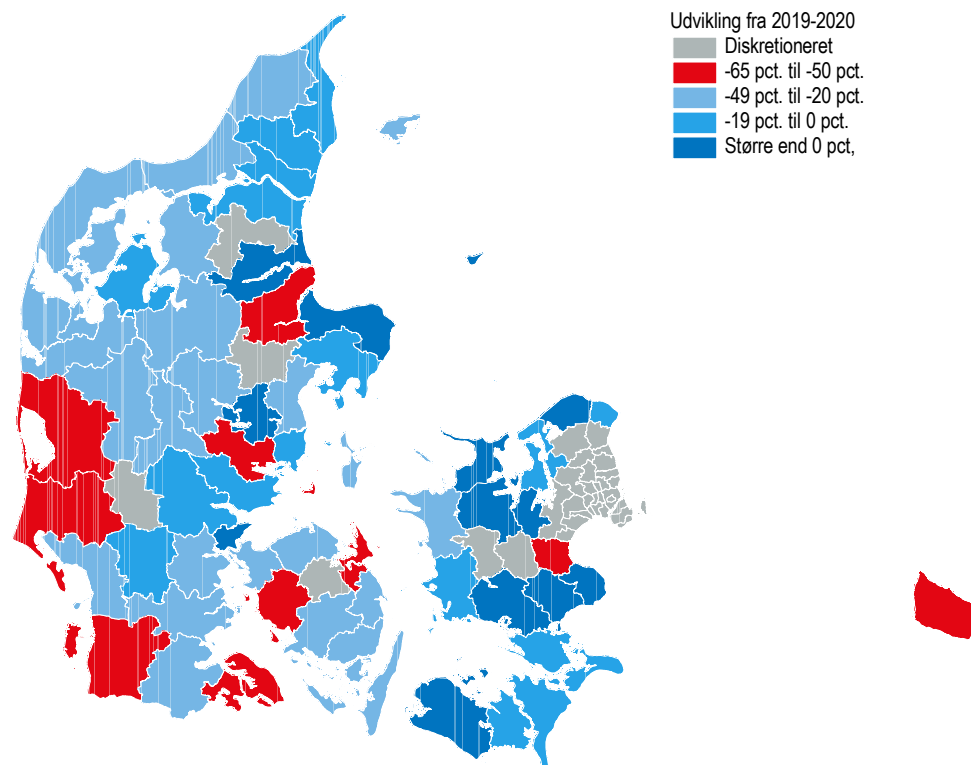 Udvikling fra 2019-2020
Diskretioneret
-65 pct. til -50 pct.
-49 pct. til -20 pct.
-19 pct. til 0 pct.
Større end 0 pct,